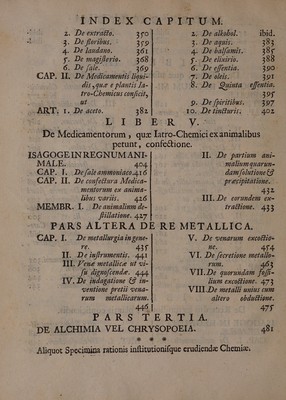 INDEX CAPITUM.
2. De extracto. 350
3. De floribus. 359
4. De laudano. 361
5. De magisterio. 368
6. De sale. 369
CAP. II. De Medicamentis liqui-
dis, quæ e plantis Ia-
tro-Chemicus conficit,
ut
ART. 1. De aceto. 382
2. De alkohol. ibid.
3. De aquis. 383
4. De balsamis. 385
5. De elixiriis. 388
6. De essentia. 390
7. De oleis. 391
8. De Quinta essentia.
395
9. De spiritibus. 397
10. De tincturis. 402
LIBER V.
De Medicamentorum, quæ Iatro-Chemici ex animalibus
petunt, confectione.
ISAGOGE IN REGNUM ANI-
MALE. 404
CAP. I. De sale ammoniaco. 416
CAP. II. De confectura Medica-
mentorum ex anima-
libus variis. 426
MEMBR. I. De animalium de-
stillatione. 427
II. De partium ani-
malium quarun-
dam solutione &
præcipitatione.
432
III. De eorundem ex-
tractione. 433
PARS ALTERA DE RE METALLICA.
CAP. I. De metallurgia in gene-
re. 435
II. De instrumentis. 441
III. Venæ metallicæ ut vi-
su dignoscendæ. 444
IV. De indagatione & in-
ventione pretii vena-
rum metallicarum.
446
V. De venarum excoctio-
ne. 454
VI. De secretione metallo-
rum. 463
VII. De quorundam fossi-
lium excoctione. 473
VIII. De metalli unius cum
altero obductione.
475
PARS TERTIA.
DE ALCHIMIA VEL CHRYSOPOEIA. 481
* * *
Aliquot Specimina rationis institutionisque erudiendæ Chemiæ.